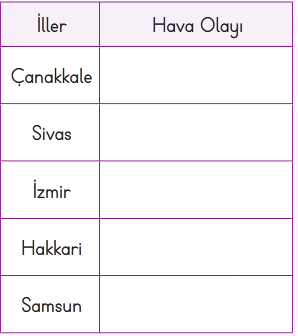 İller Hava Olayı
Çanakkale
Sivas
İzmir
Hakkari
Samsun